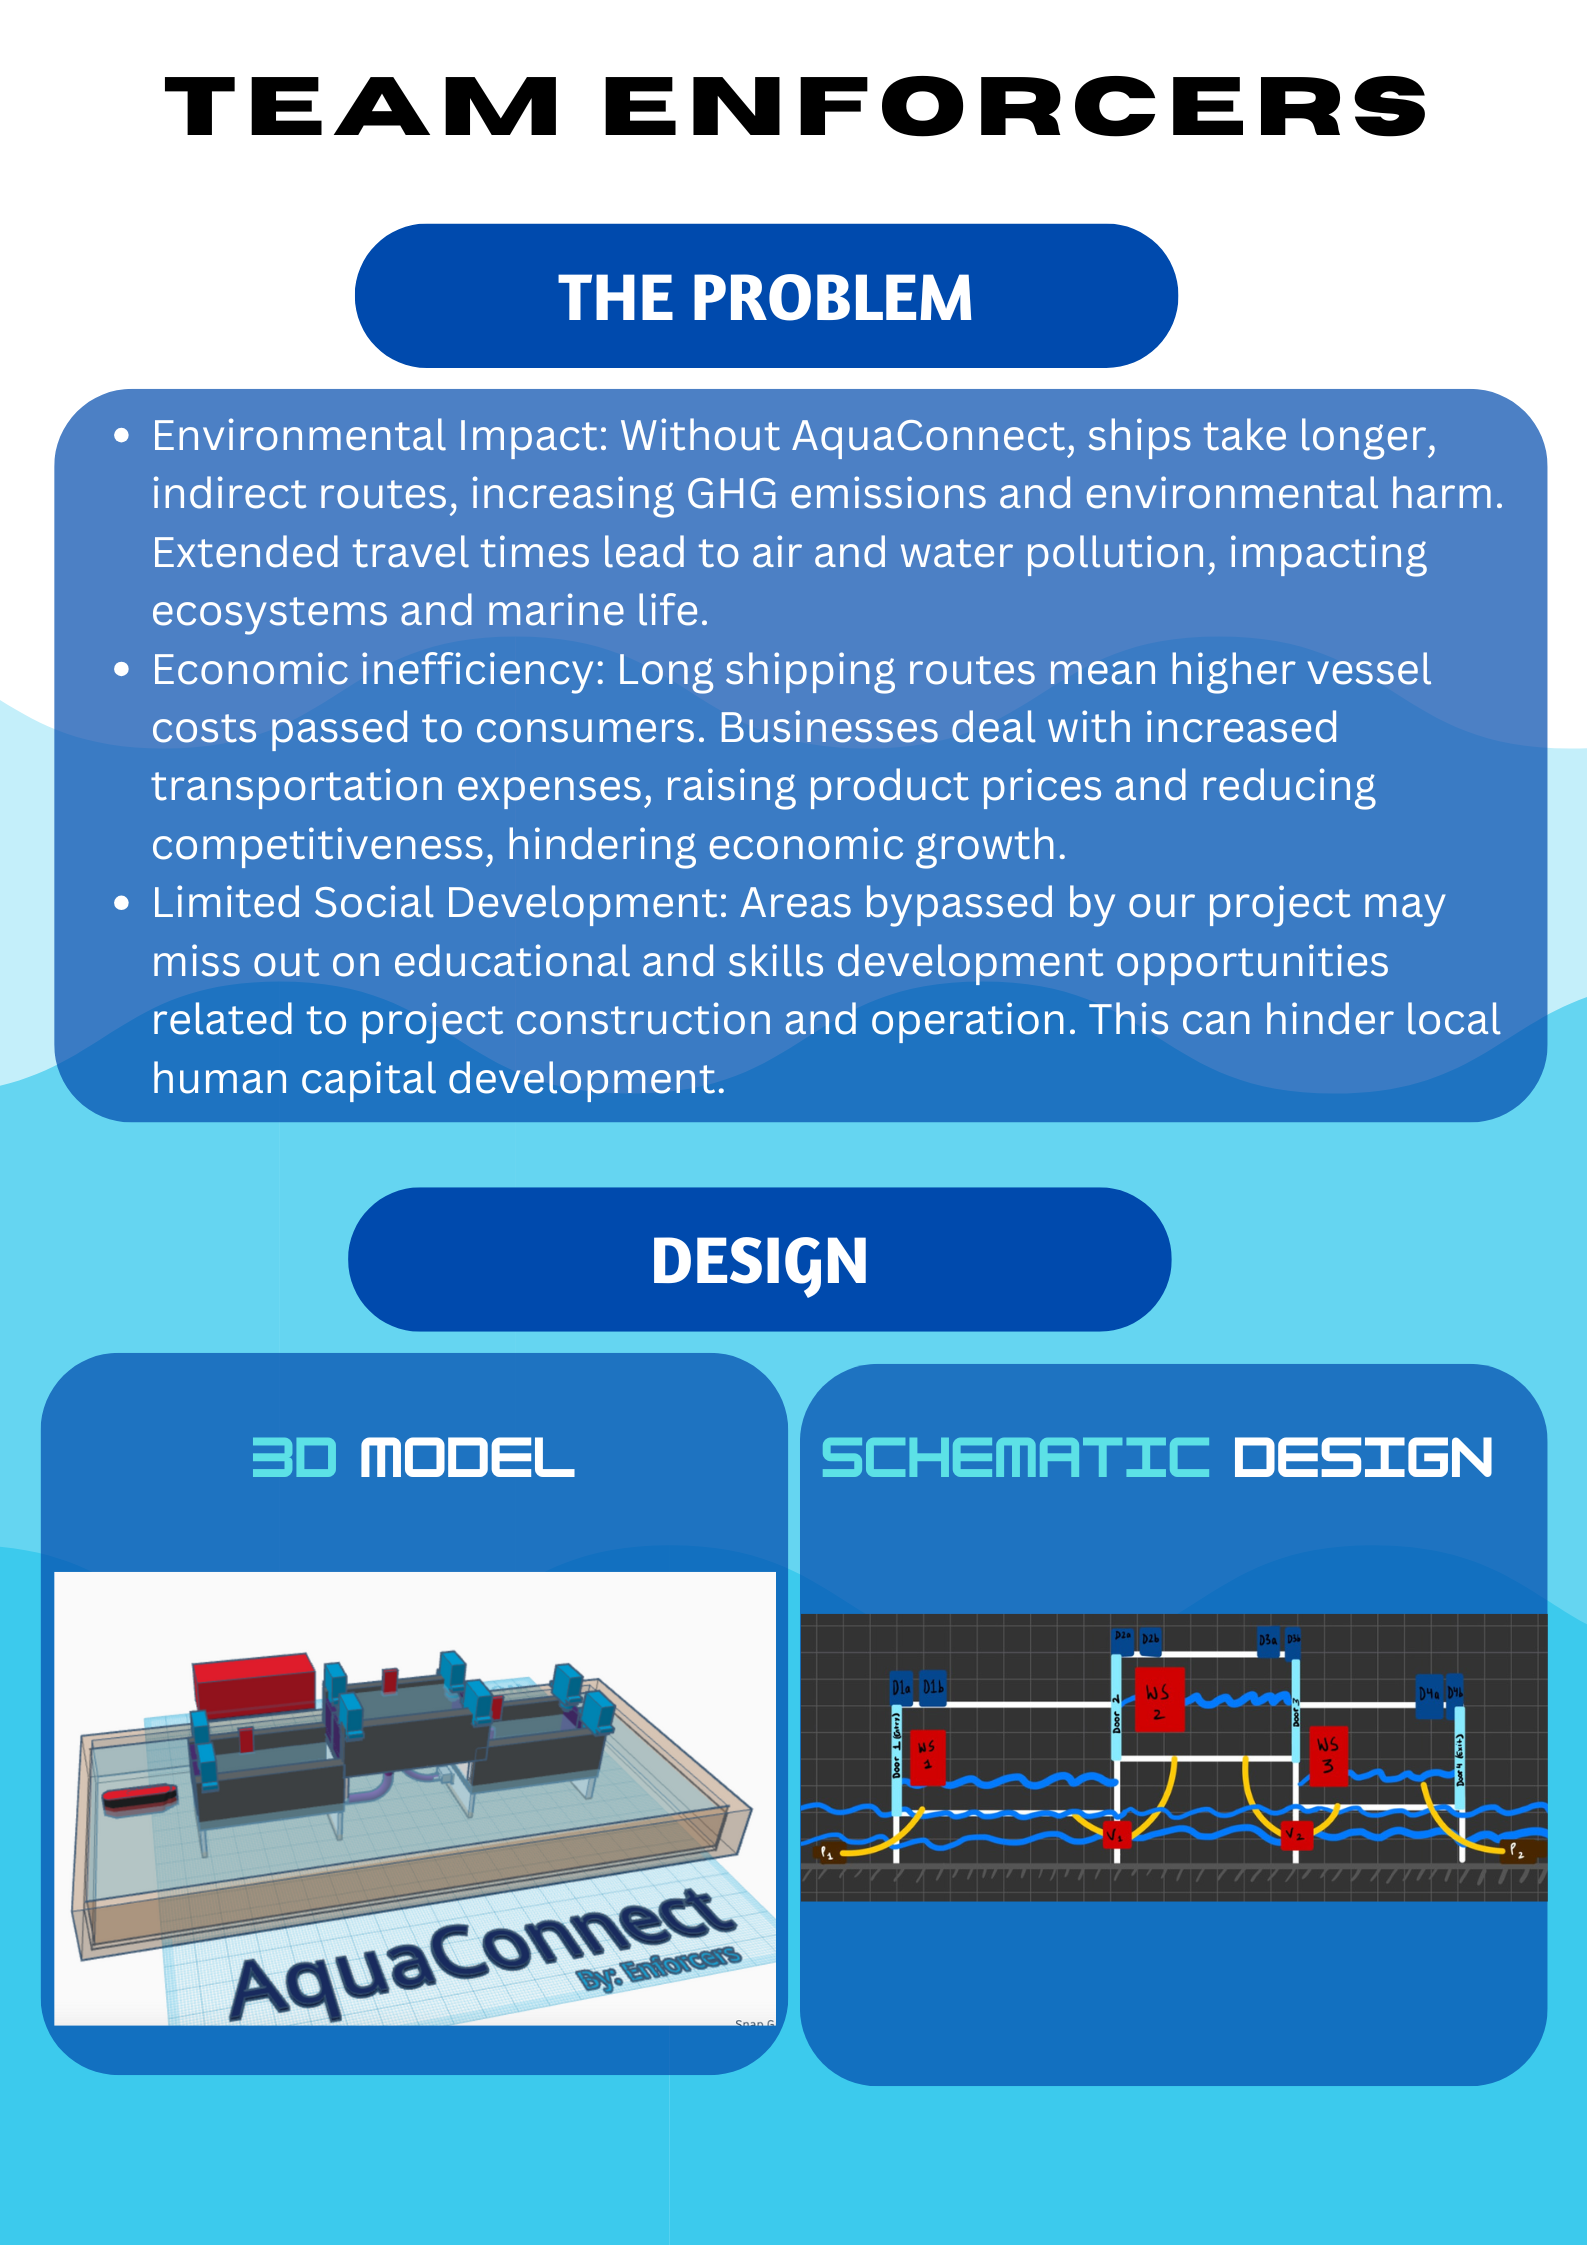 TEAM ENFORCERS
THE PROBLEM
• Environmental Impact: Without AquaConnect, ships take longer,
indirect routes, increasing GHG emissions and environmental harm.
Extended travel times lead to air and water pollution, impacting
ecosystems and marine life.
• Economic inefficiency: Long shipping routes mean higher vessel
costs passed to consumers. Businesses deal with increased
transportation expenses, raising product prices and reducing
competitiveness, hindering economic growth.
• Limited Social Development: Areas bypassed by our project may
miss out on educational and skills development opportunities
related to project construction and operation. This can hinder local
human capital development.
DESIGN
3D MODEL
AquaConnect
By: Enforcers
Snap G
SCHEMATIC DESIGN
D2a D2b D3a D3b
D1a D1b D4a D4b
WS 2
WS 1
WS 3
Door 1 (Entry)
Door 2
Door 3
Door 4 (Exit)
V1 V2
P1 P2